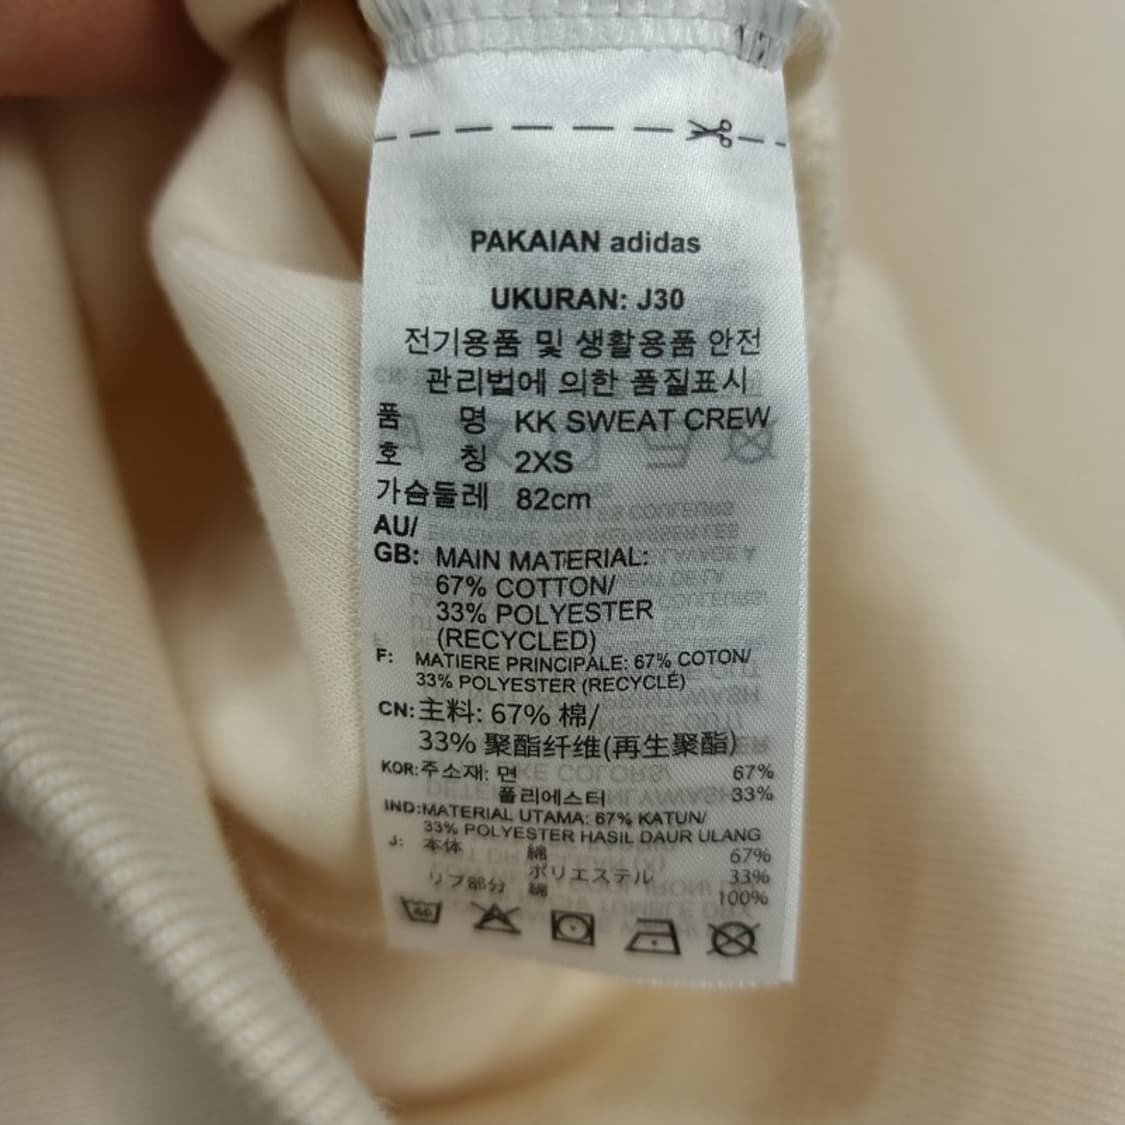 PAKAIAN adidas
UKURAN: J30
전기용품 및 생활용품 안전
관리법에 의한 품질표시
품 명 KK SWEAT CREW
호 칭 2XS
가슴둘레 82cm
AU/
GB: MAIN MATERIAL:
67% COTTON/
33% POLYESTER
(RECYCLED)
F: MATIERE PRINCIPALE: 67% COTON/
33% POLYESTER (RECYCLÉ)
CN: 主料: 67% 棉/
33% 聚酯纤维(再生聚酯)
KOR: 주소재: 면 67%
폴리에스터 33%
IND: MATERIAL UTAMA: 67% KATUN/
33% POLYESTER HASIL DAUR ULANG
J: 本体 綿 67%
ポリエステル 33%
リブ部分 綿 100%
40